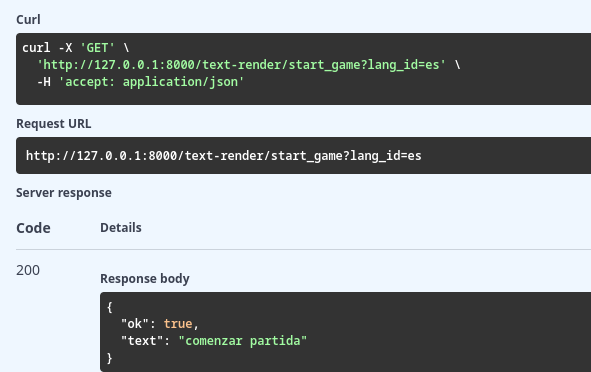 Curl
curl -X 'GET' \
'http://127.0.0.1:8000/text-render/start_game?lang_id=es' \
-H 'accept: application/json'
Request URL
http://127.0.0.1:8000/text-render/start_game?lang_id=es
Server response
Code Details
200
Response body
{
"ok": true,
"text": "comenzar partida"
}